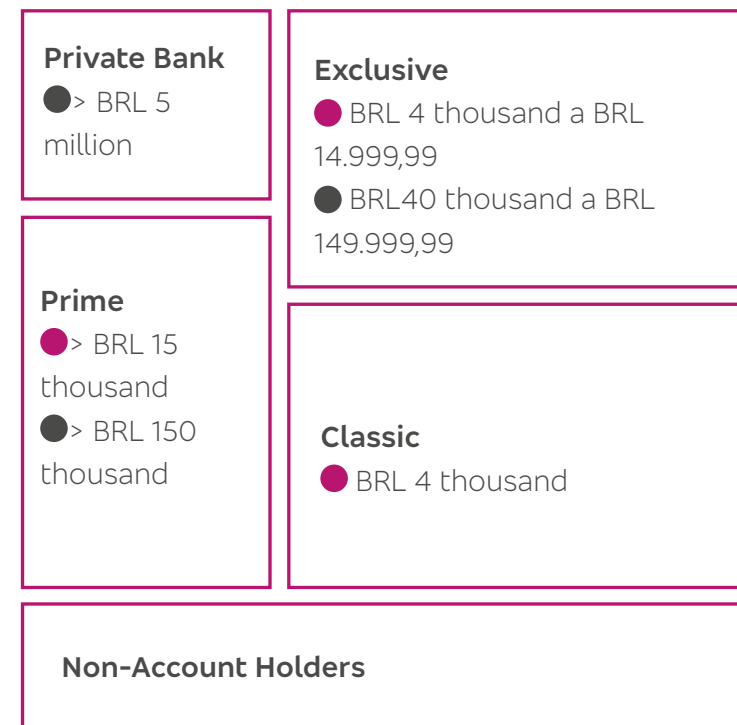 Private Bank
> BRL 5
million
Exclusive
BRL 4 thousand a BRL
14.999,99
BRL40 thousand a BRL
149.999,99
Prime
> BRL 15
thousand
> BRL 150
thousand
Classic
BRL 4 thousand
Non-Account Holders